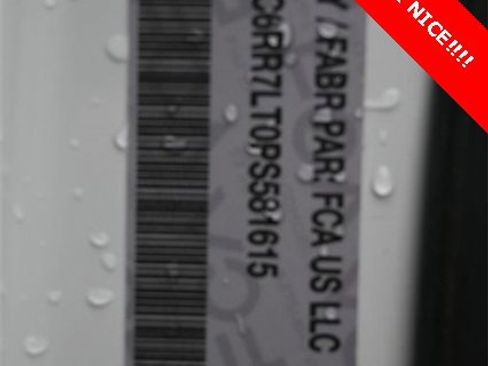 Y / FABR PAR: FCA US LLC
C6RR7LT0PS581615
NICE!!!!